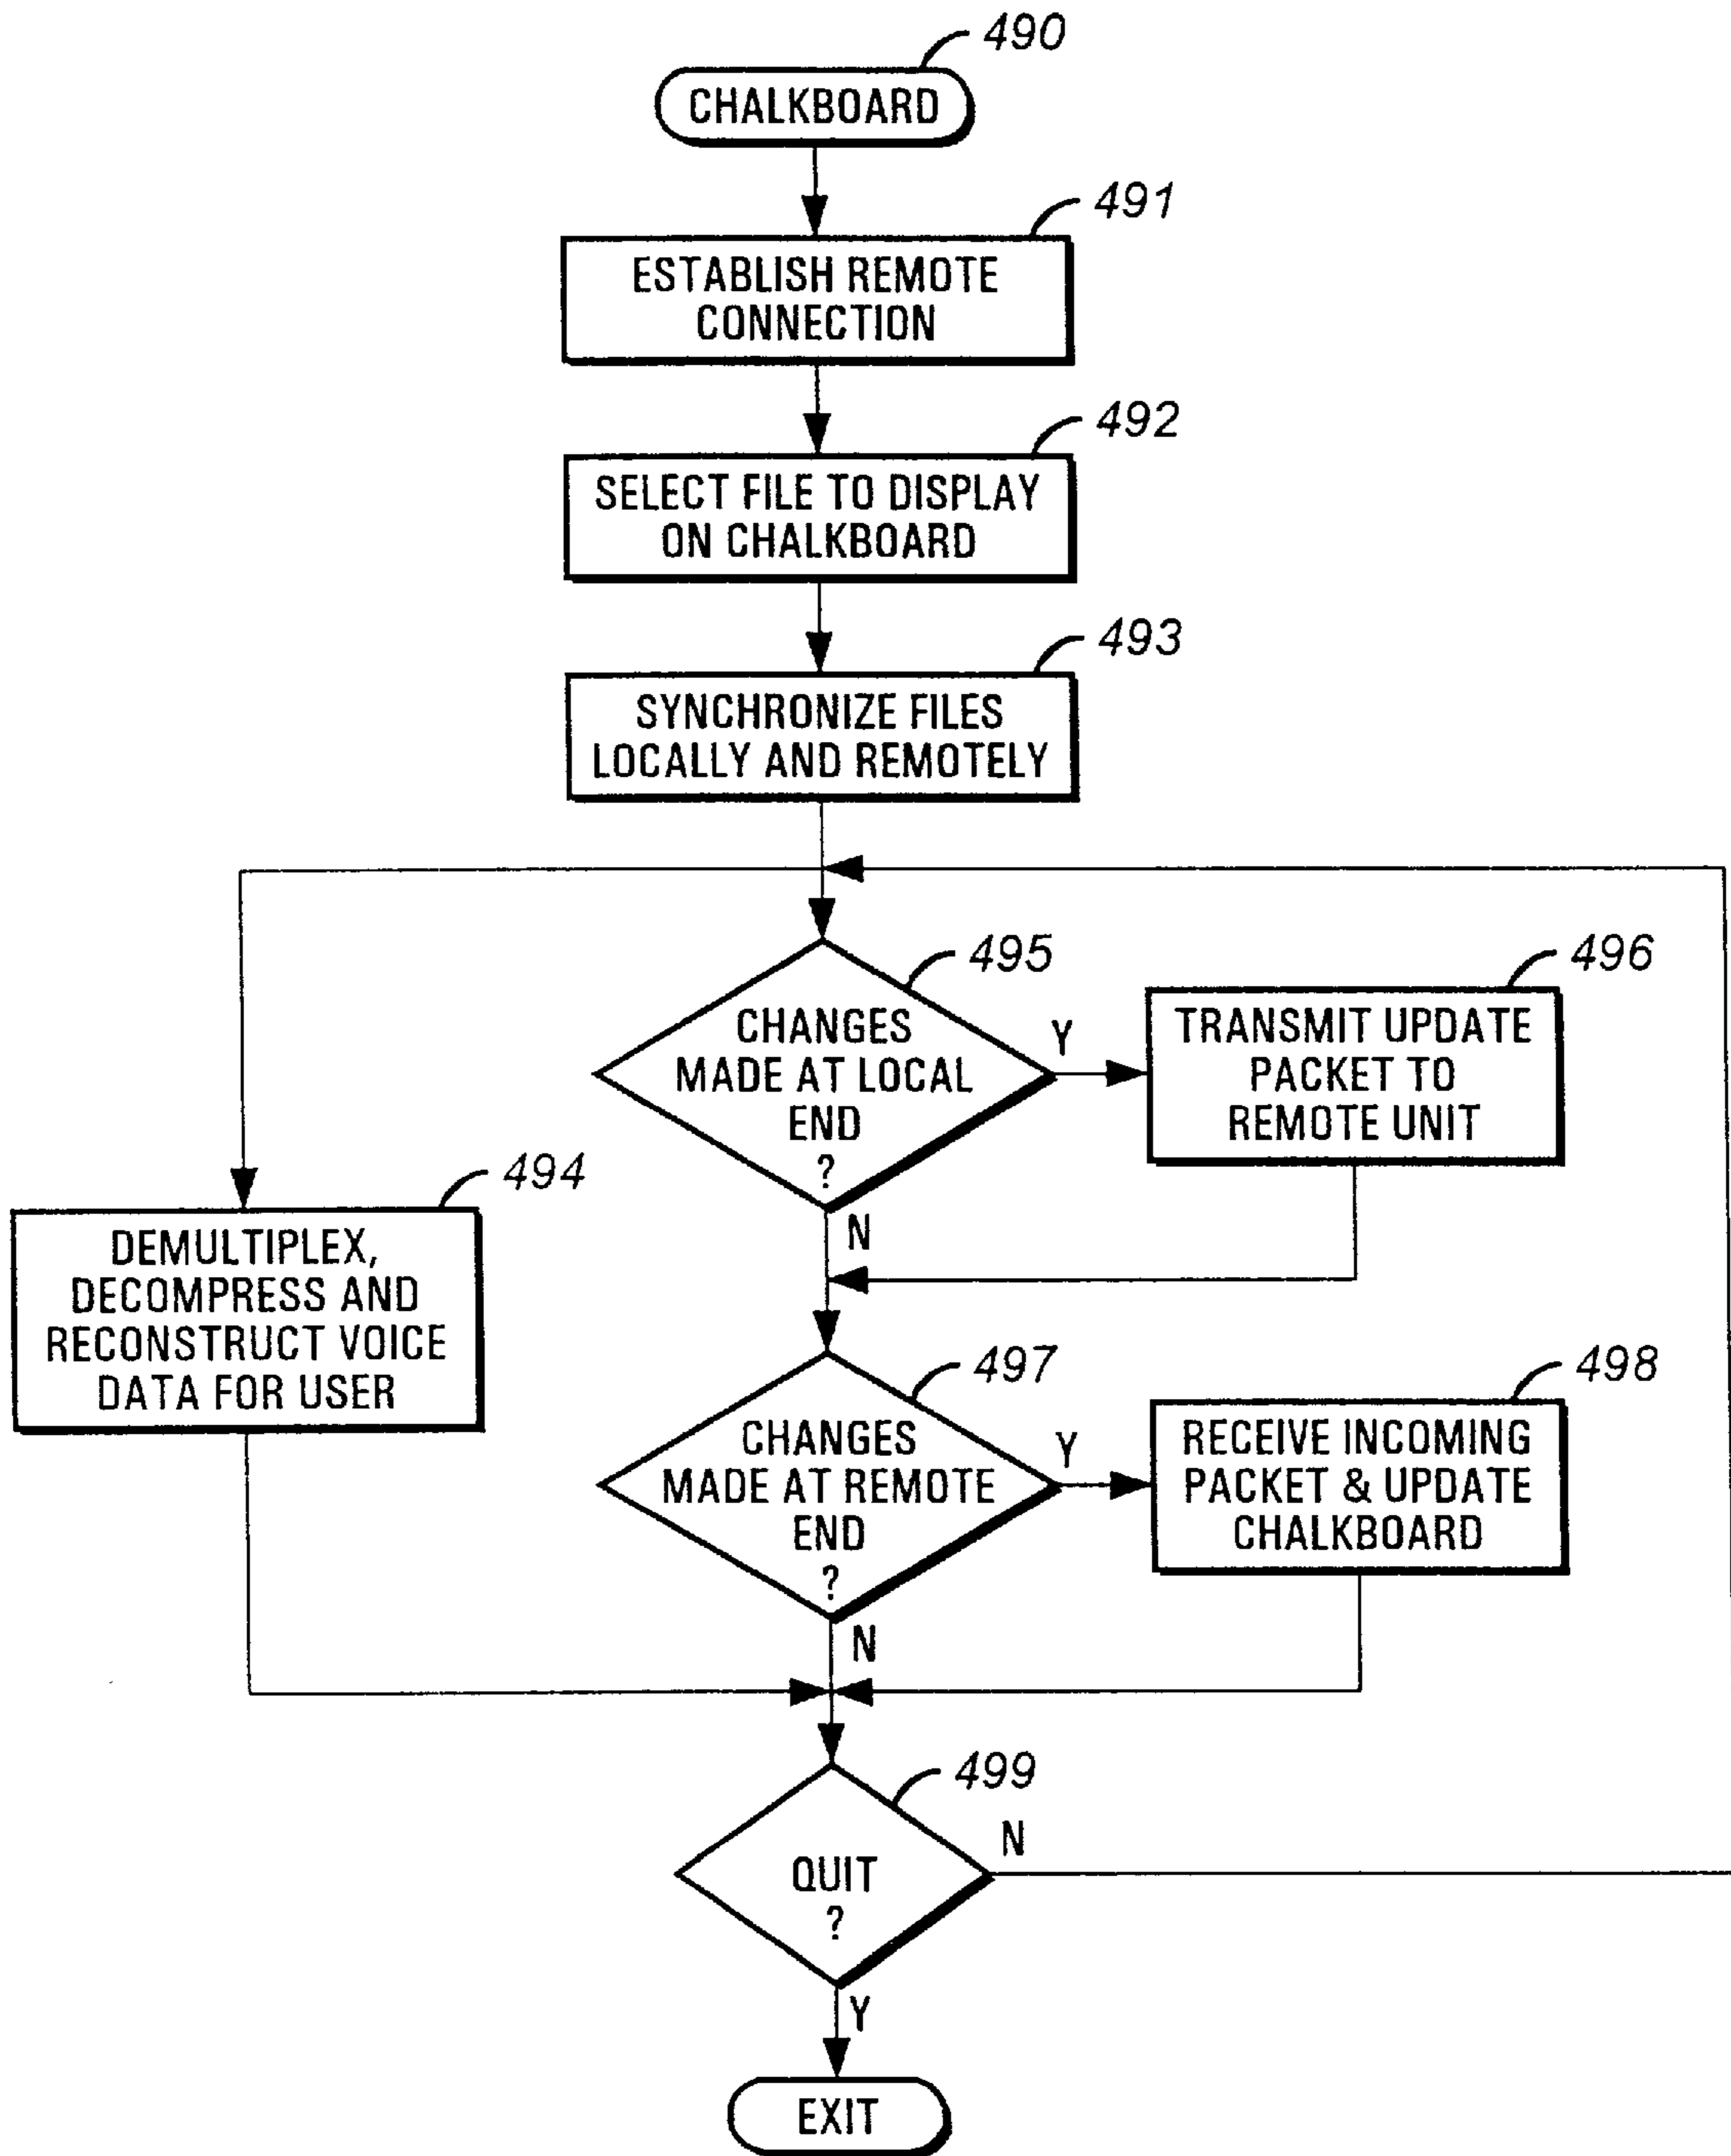 490
CHALKBOARD
491
ESTABLISH REMOTE
CONNECTION
492
SELECT FILE TO DISPLAY
ON CHALKBOARD
493
SYNCHRONIZE FILES
LOCALLY AND REMOTELY
495
CHANGES
MADE AT LOCAL
END
?
Y
N
496
TRANSMIT UPDATE
PACKET TO
REMOTE UNIT
494
DEMULTIPLEX,
DECOMPRESS AND
RECONSTRUCT VOICE
DATA FOR USER
497
CHANGES
MADE AT REMOTE
END
?
Y
N
498
RECEIVE INCOMING
PACKET & UPDATE
CHALKBOARD
499
QUIT
?
N
Y
EXIT